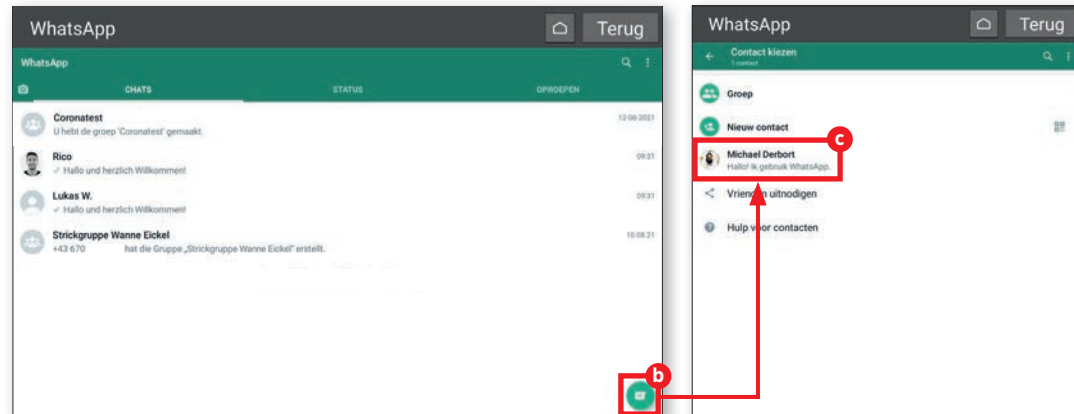 WhatsApp
Terug
WhatsApp
CHATS
STATUS
OPROEPEN
Coronatest
12-06-2021
U hebt de groep 'Coronatest' gemaakt.
Rico
09:31
✓ Hallo und herzlich Willkommen!
Lukas W.
09:31
✓ Hallo und herzlich Willkommen!
Strickgruppe Wanne Eickel
10-08-21
+43 670 hat die Gruppe „Strickgruppe Wanne Eickel" erstellt.
b
WhatsApp
Terug
Contact kiezen
1 contact
Groep
Nieuw contact
c
Michael Derbort
Hallo! Ik gebruik WhatsApp.
Vrienden uitnodigen
Hulp voor contacten